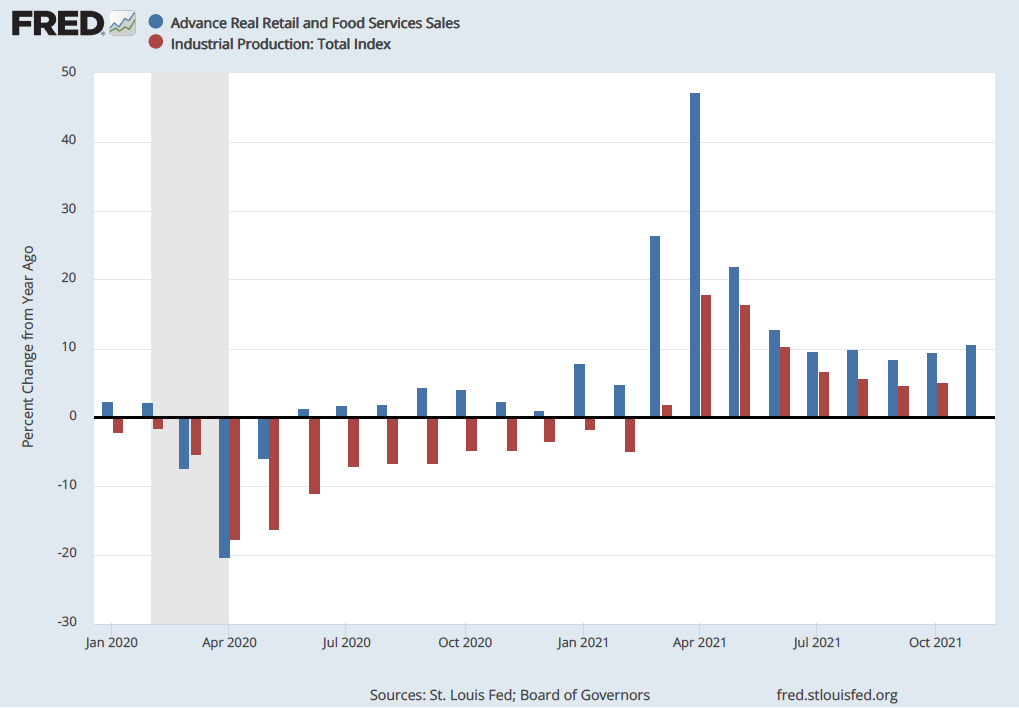 FRED
Advance Real Retail and Food Services Sales
Industrial Production: Total Index
Percent Change from Year Ago
50
40
30
20
10
0
-10
-20
-30
Jan 2020 Apr 2020 Jul 2020 Oct 2020 Jan 2021 Apr 2021 Jul 2021 Oct 2021
Sources: St. Louis Fed; Board of Governors fred.stlouisfed.org